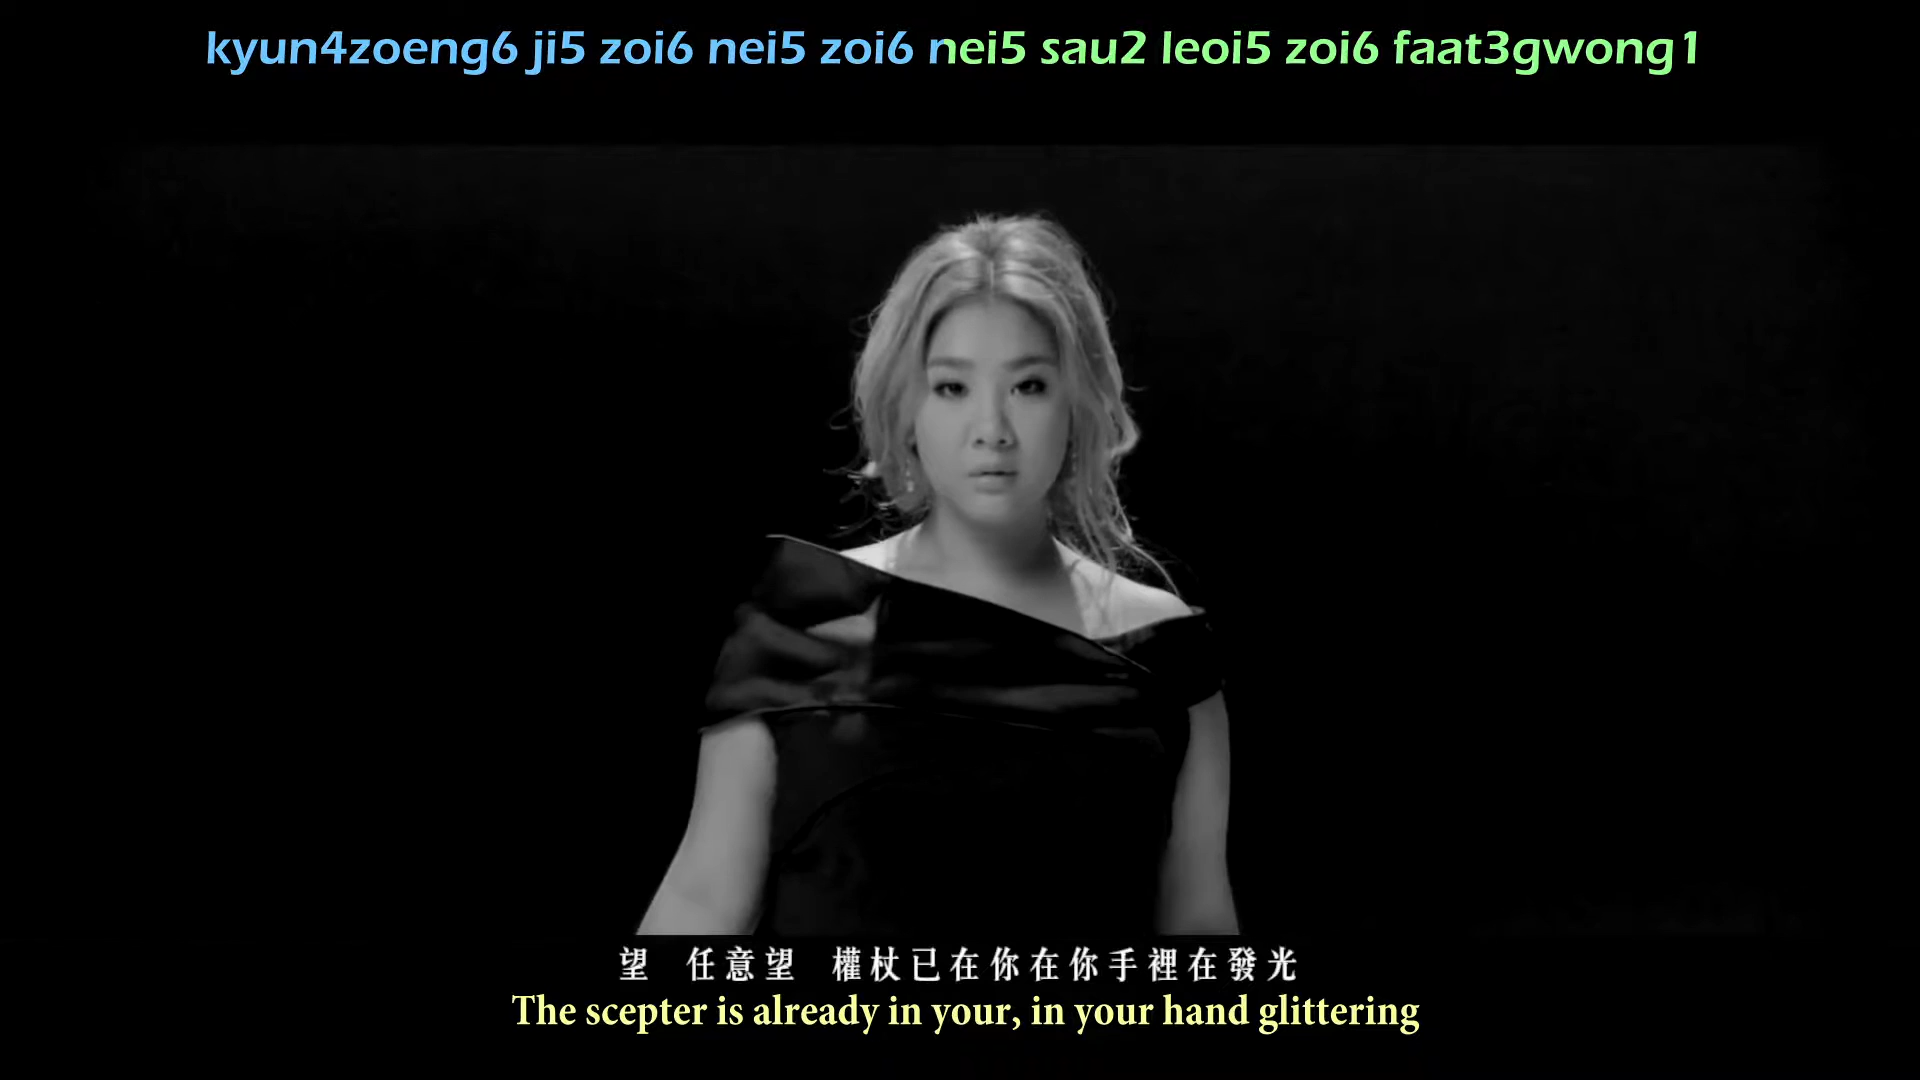 kyun4zoeng6 ji5 zoi6 nei5 zoi6 nei5 sau2 leoi5 zoi6 faat3gwong1
望 任意望 權杖已在你在你手裡在發光
The scepter is already in your, in your hand glittering